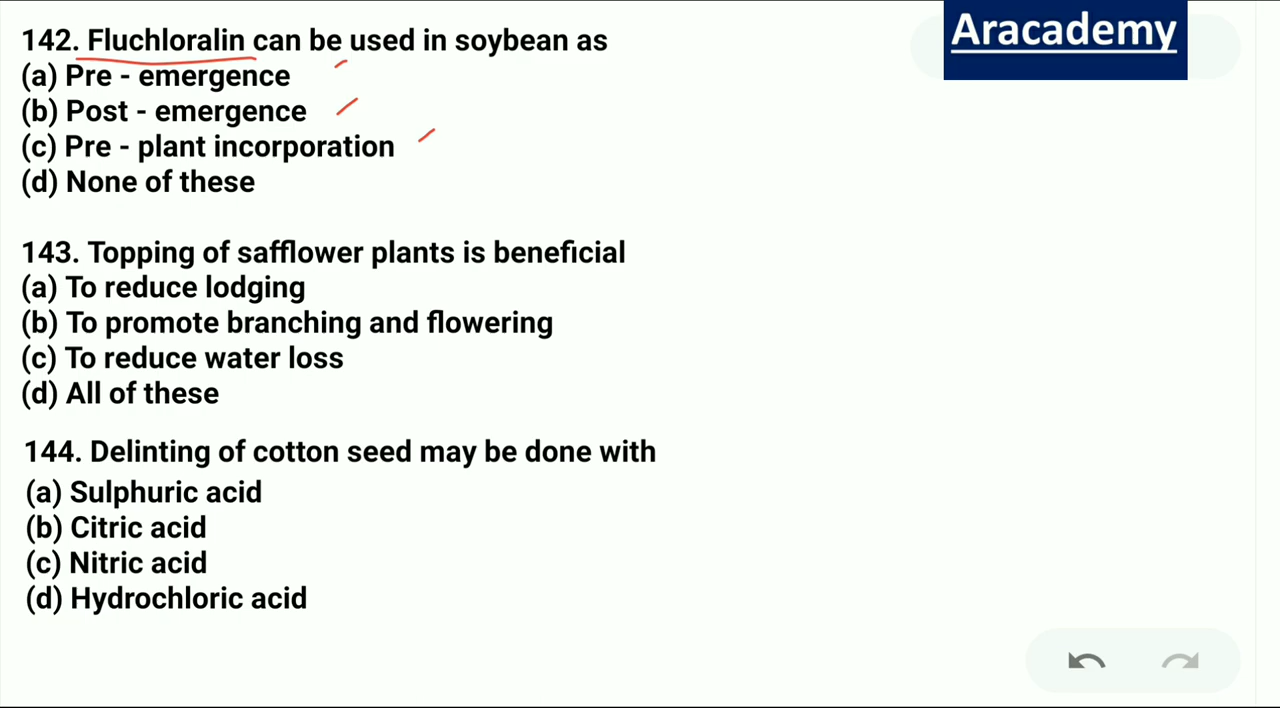 Aracademy
142. Fluchloralin can be used in soybean as
(a) Pre - emergence
(b) Post - emergence
(c) Pre - plant incorporation
(d) None of these
143. Topping of safflower plants is beneficial
(a) To reduce lodging
(b) To promote branching and flowering
(c) To reduce water loss
(d) All of these
144. Delinting of cotton seed may be done with
(a) Sulphuric acid
(b) Citric acid
(c) Nitric acid
(d) Hydrochloric acid